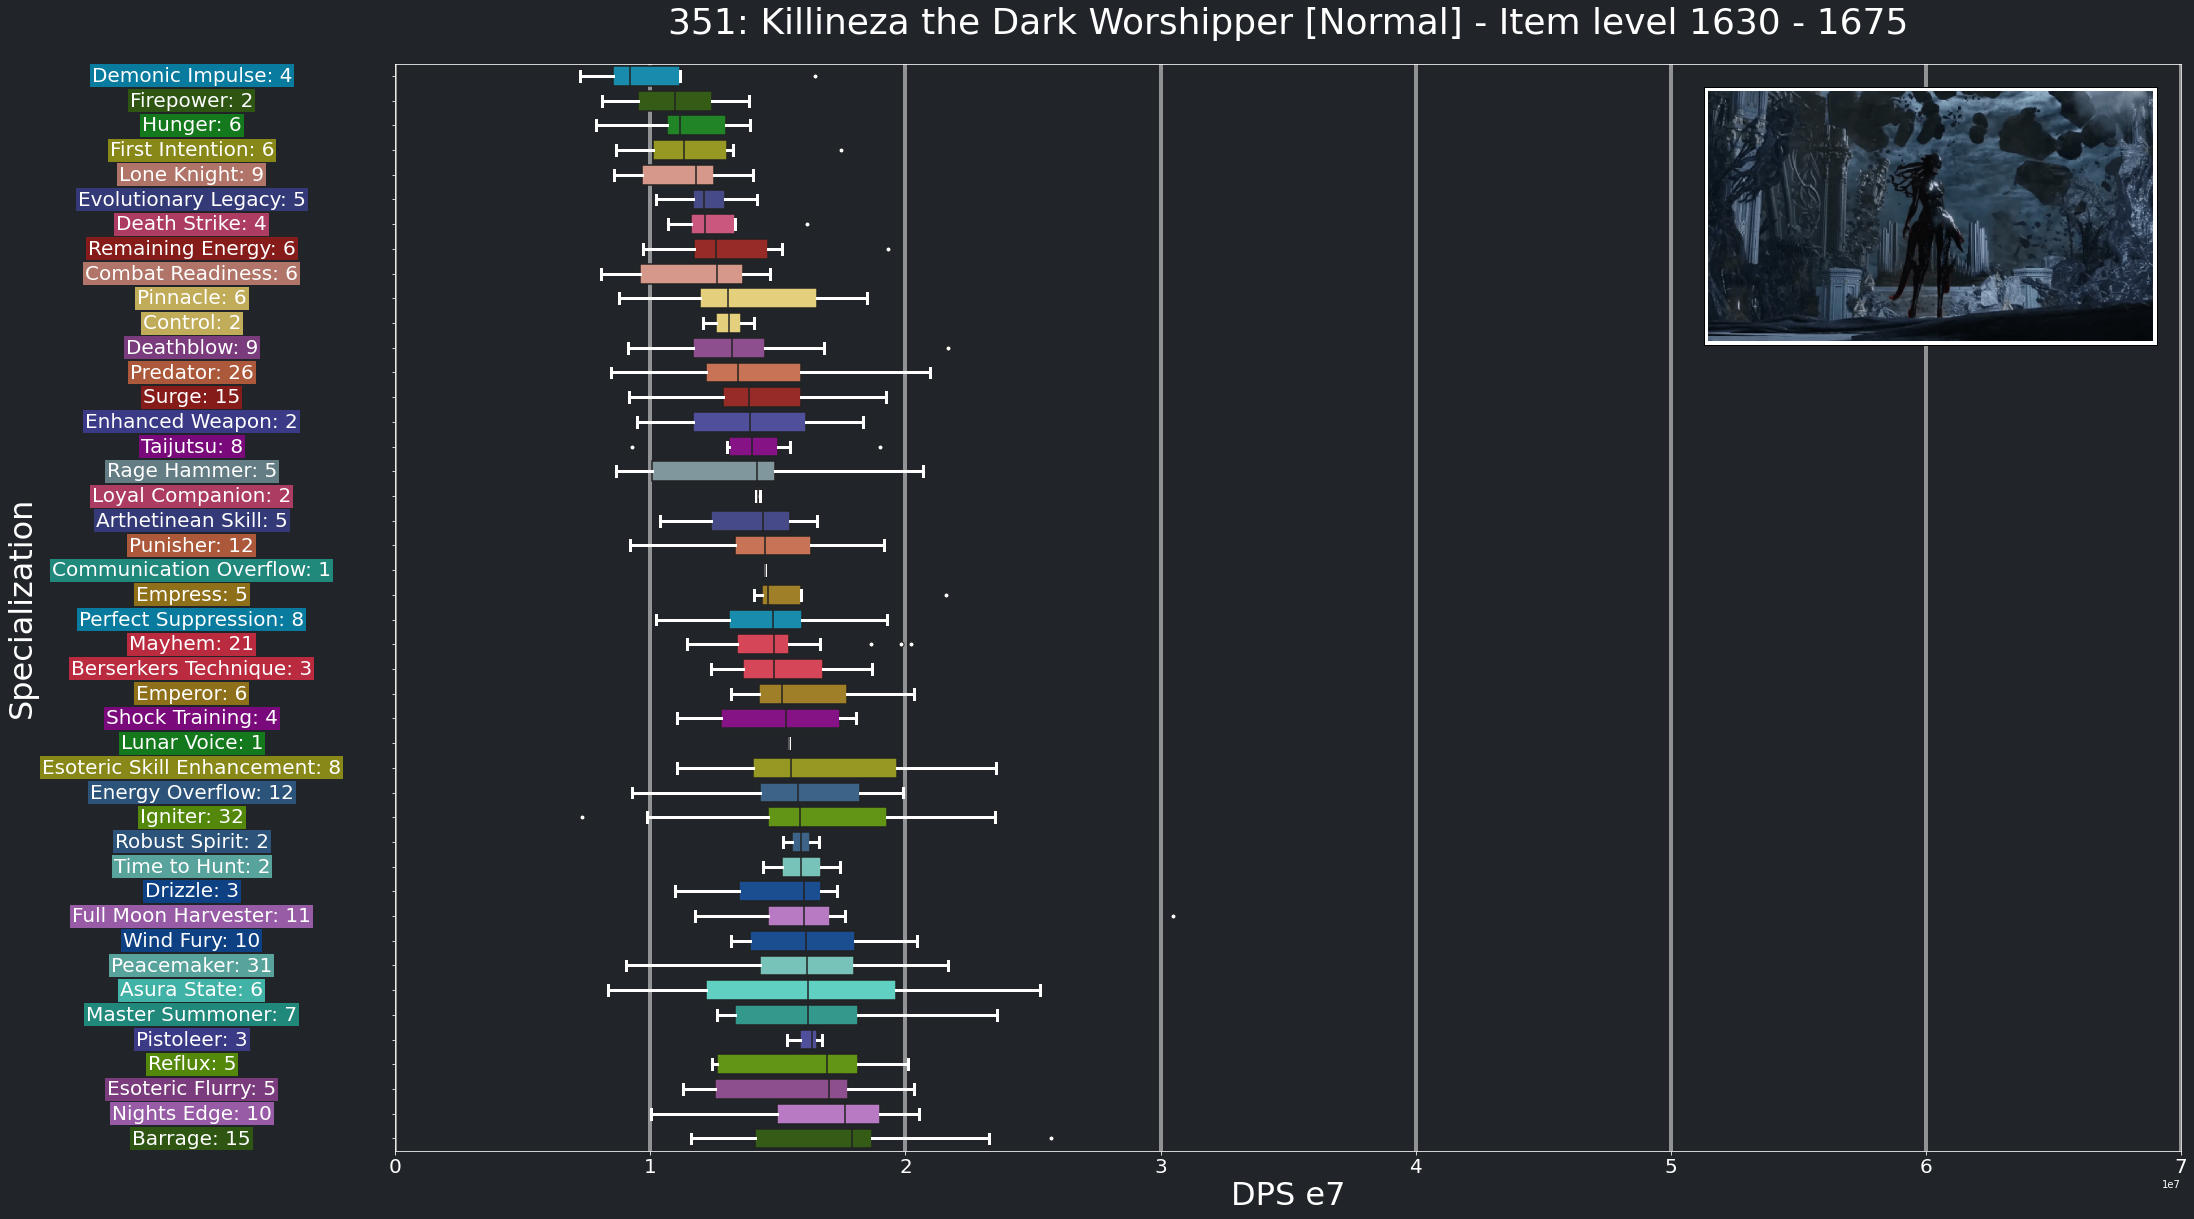 351: Killineza the Dark Worshipper [Normal] - Item level 1630 - 1675
Specialization
Demonic Impulse: 4
Firepower: 2
Hunger: 6
First Intention: 6
Lone Knight: 9
Evolutionary Legacy: 5
Death Strike: 4
Remaining Energy: 6
Combat Readiness: 6
Pinnacle: 6
Control: 2
Deathblow: 9
Predator: 26
Surge: 15
Enhanced Weapon: 2
Taijutsu: 8
Rage Hammer: 5
Loyal Companion: 2
Arthetinean Skill: 5
Punisher: 12
Communication Overflow: 1
Empress: 5
Perfect Suppression: 8
Mayhem: 21
Berserkers Technique: 3
Emperor: 6
Shock Training: 4
Lunar Voice: 1
Esoteric Skill Enhancement: 8
Energy Overflow: 12
Igniter: 32
Robust Spirit: 2
Time to Hunt: 2
Drizzle: 3
Full Moon Harvester: 11
Wind Fury: 10
Peacemaker: 31
Asura State: 6
Master Summoner: 7
Pistoleer: 3
Reflux: 5
Esoteric Flurry: 5
Nights Edge: 10
Barrage: 15
0 1 2 3 4 5 6 7
1e7
DPS e7